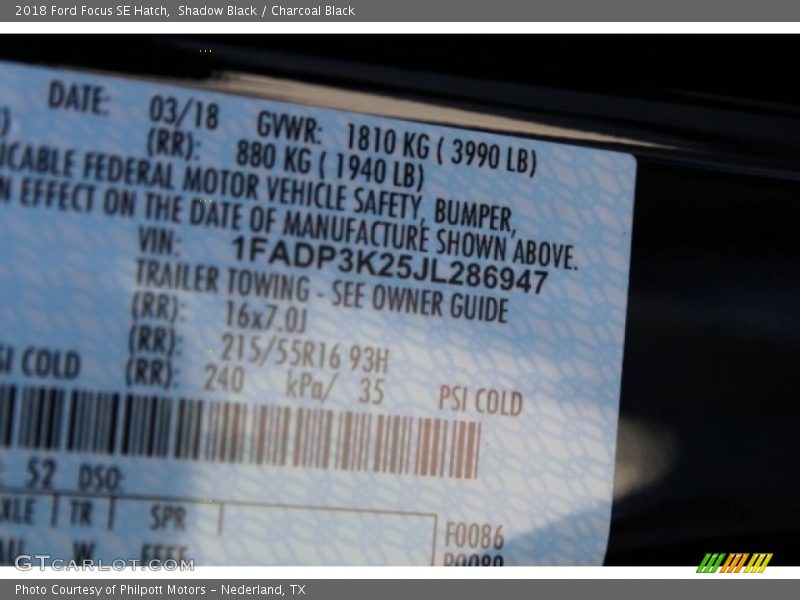 2018 Ford Focus SE Hatch,  Shadow Black / Charcoal Black
DATE: 03/18 GVWR: 1810 KG ( 3990 LB)
(RR): 880 KG ( 1940 LB)
FEDERAL MOTOR VEHICLE SAFETY, BUMPER,
EFFECT ON THE DATE OF MANUFACTURE SHOWN ABOVE.
VIN: 1FADP3K25JL286947
TRAILER TOWING - SEE OWNER GUIDE
(RR): 16x7.0J
(RR): 215/55R16 93H
PSI COLD (RR): 240 kPa/ 35 PSI COLD
52 DSO
TR SPR
W FFFF
F0086
GTCARLOT.COM
Photo Courtesy of Philpott Motors - Nederland, TX